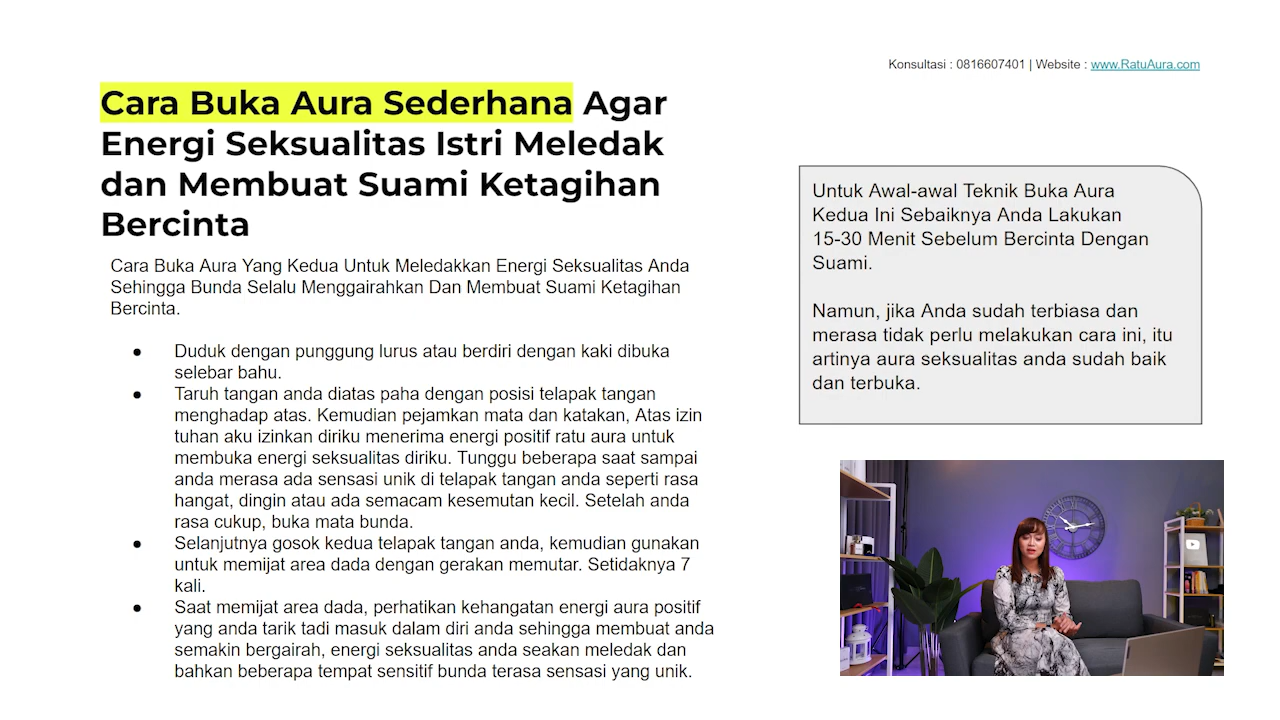 Konsultasi : 0816607401 | Website : www.RatuAura.com
Cara Buka Aura Sederhana Agar
Energi Seksualitas Istri Meledak
dan Membuat Suami Ketagihan
Bercinta
Cara Buka Aura Yang Kedua Untuk Meledakkan Energi Seksualitas Anda
Sehingga Bunda Selalu Menggairahkan Dan Membuat Suami Ketagihan
Bercinta.
● Duduk dengan punggung lurus atau berdiri dengan kaki dibuka
selebar bahu.
● Taruh tangan anda diatas paha dengan posisi telapak tangan
menghadap atas. Kemudian pejamkan mata dan katakan, Atas izin
tuhan aku izinkan diriku menerima energi positif ratu aura untuk
membuka energi seksualitas diriku. Tunggu beberapa saat sampai
anda merasa ada sensasi unik di telapak tangan anda seperti rasa
hangat, dingin atau ada semacam kesemutan kecil. Setelah anda
rasa cukup, buka mata bunda.
● Selanjutnya gosok kedua telapak tangan anda, kemudian gunakan
untuk memijat area dada dengan gerakan memutar. Setidaknya 7
kali.
● Saat memijat area dada, perhatikan kehangatan energi aura positif
yang anda tarik tadi masuk dalam diri anda sehingga membuat anda
semakin bergairah, energi seksualitas anda seakan meledak dan
bahkan beberapa tempat sensitif bunda terasa sensasi yang unik.
Untuk Awal-awal Teknik Buka Aura
Kedua Ini Sebaiknya Anda Lakukan
15-30 Menit Sebelum Bercinta Dengan
Suami.
Namun, jika Anda sudah terbiasa dan
merasa tidak perlu melakukan cara ini, itu
artinya aura seksualitas anda sudah baik
dan terbuka.